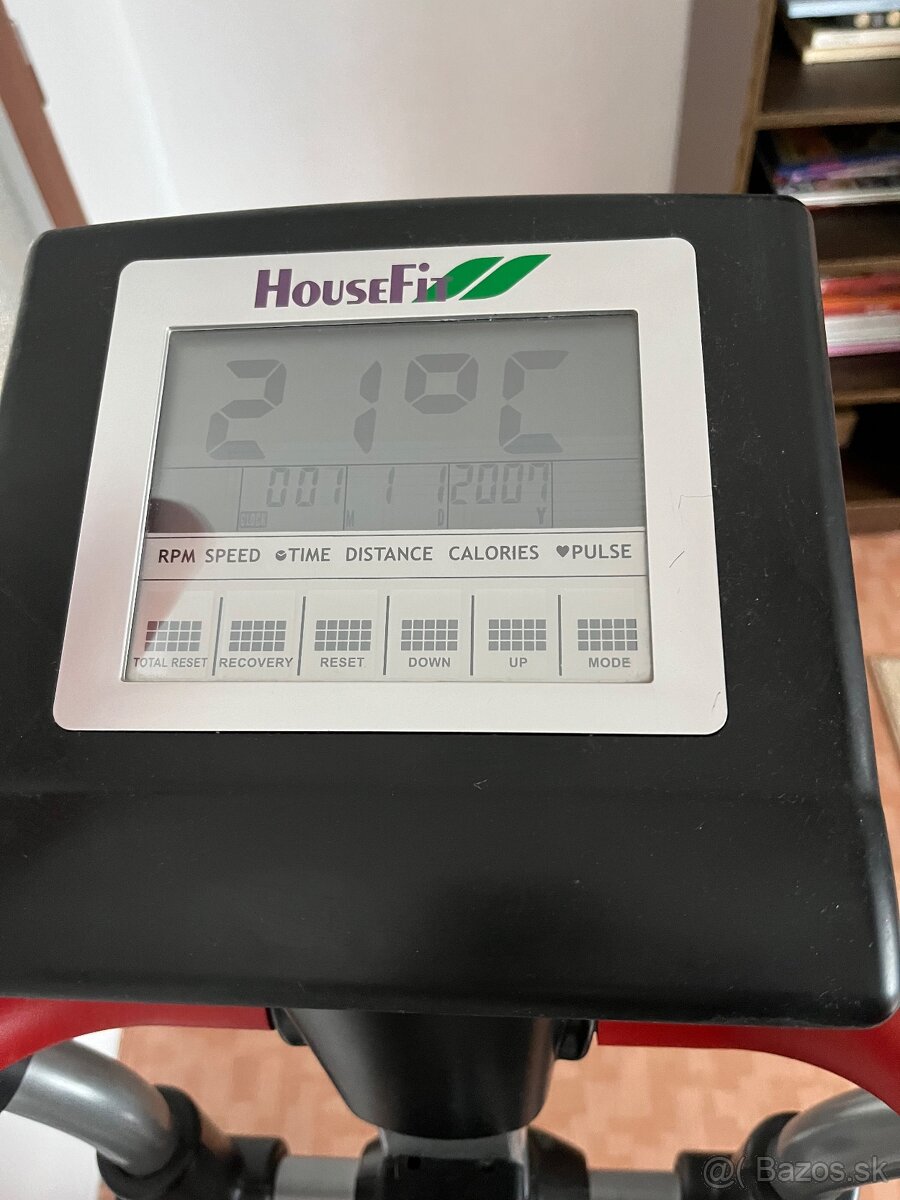 HOUSEFIT
21°C
001 1 1 2007
CLOCK M D Y
RPM SPEED TIME DISTANCE CALORIES PULSE
TOTAL RESET RECOVERY RESET DOWN UP MODE
@( Bazos.sk